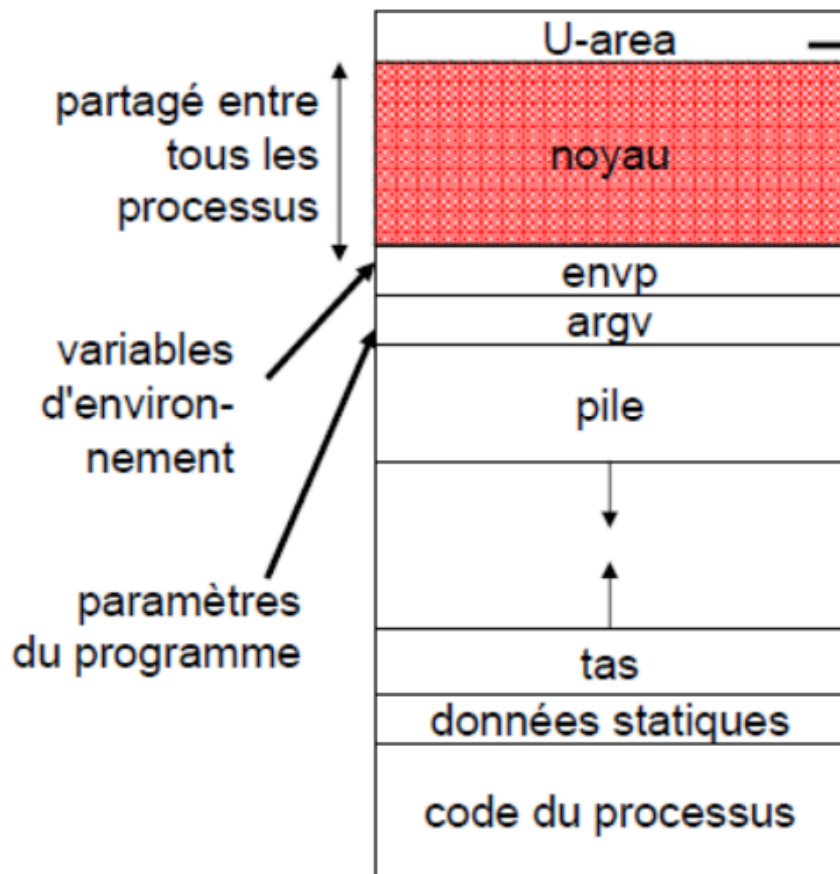 U-area
partagé entre
tous les
processus
noyau
envp
argv
variables
d'environ-
nement
pile
paramètres
du programme
tas
données statiques
code du processus